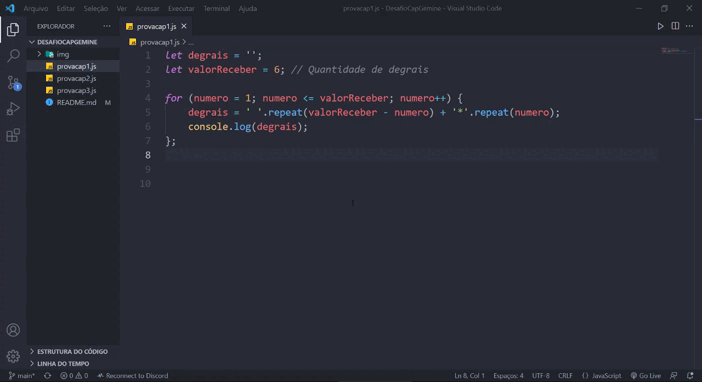 Arquivo Editar Seleção Ver Acessar Executar Terminal Ajuda
provacap1.js - DesafioCapGemine - Visual Studio Code
EXPLORADOR
DESAFIOCAPGEMINE
img
provacap1.js
provacap2.js
provacap3.js
README.md M
ESTRUTURA DO CÓDIGO
LINHA DO TEMPO
1
JS provacap1.js
JS provacap1.js > ...
1 let degrais = '';
2 let valorReceber = 6; // Quantidade de degrais
3
4 for (numero = 1; numero <= valorReceber; numero++) {
5 degrais = ' '.repeat(valorReceber - numero) + '*'.repeat(numero);
6 console.log(degrais);
7 };
8
9
10
main* 0 0 Reconnect to Discord
Ln 8, Col 1 Espaços: 4 UTF-8 CRLF {} JavaScript Go Live